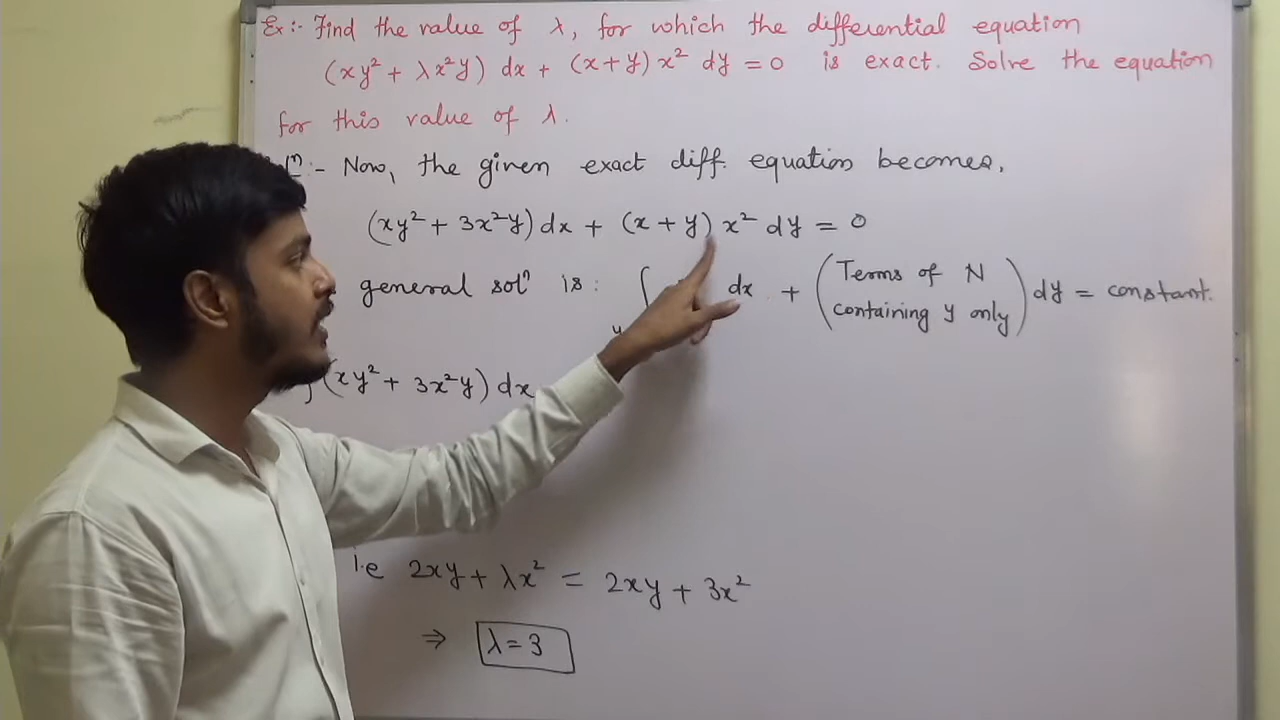 Ex:- Find the value of λ, for which the differential equation
(xy² + λx²y) dx + (x+y) x² dy = 0 is exact. Solve the equation
for this value of λ.
:- Now, the given exact diff. equation becomes,
(xy² + 3x²y) dx + (x + y) x² dy = 0
general solⁿ is: ∫ dx + (Terms of N containing y only) dy = constant.
∫(xy² + 3x²y) dx
i.e 2xy + λx² = 2xy + 3x²
⇒ λ = 3